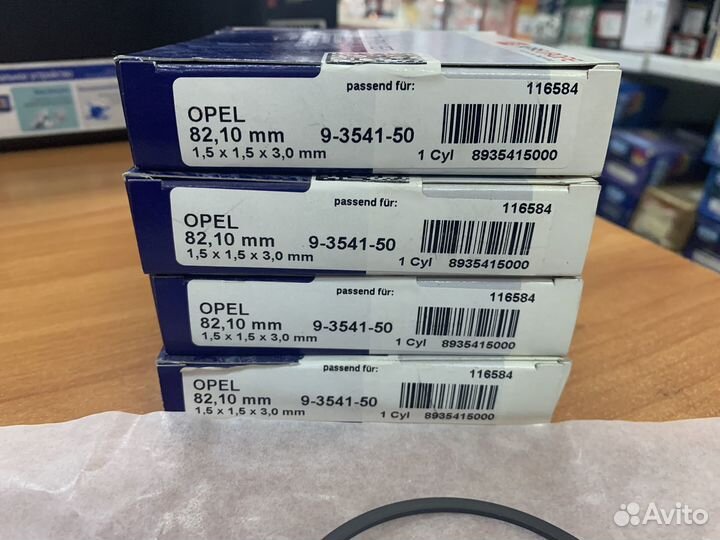 passend für: 116584
OPEL
82,10 mm 9-3541-50
1,5 x 1,5 x 3,0 mm 1 Cyl 8935415000
passend für: 116584
OPEL
82,10 mm 9-3541-50
1,5 x 1,5 x 3,0 mm 1 Cyl 8935415000
passend für: 116584
OPEL
82,10 mm 9-3541-50
1,5 x 1,5 x 3,0 mm 1 Cyl 8935415000
passend für: 116584
OPEL
82,10 mm 9-3541-50
1,5 x 1,5 x 3,0 mm 1 Cyl 8935415000
Avito